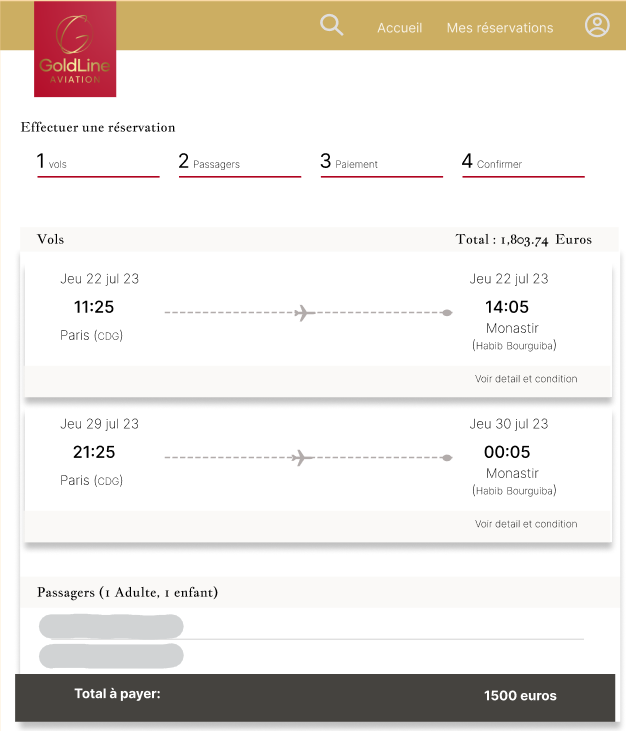 GoldLine
AVIATION
Accueil
Mes réservations
Effectuer une réservation
1 vols
2 Passagers
3 Paiement
4 Confirmer
Vols
Total : 1,803.74 Euros
Jeu 22 jul 23
Jeu 22 jul 23
11:25
14:05
Paris (CDG)
Monastir
(Habib Bourguiba)
Voir detail et condition
Jeu 29 jul 23
Jeu 30 jul 23
21:25
00:05
Paris (CDG)
Monastir
(Habib Bourguiba)
Voir detail et condition
Passagers (1 Adulte, 1 enfant)
Total à payer:
1500 euros